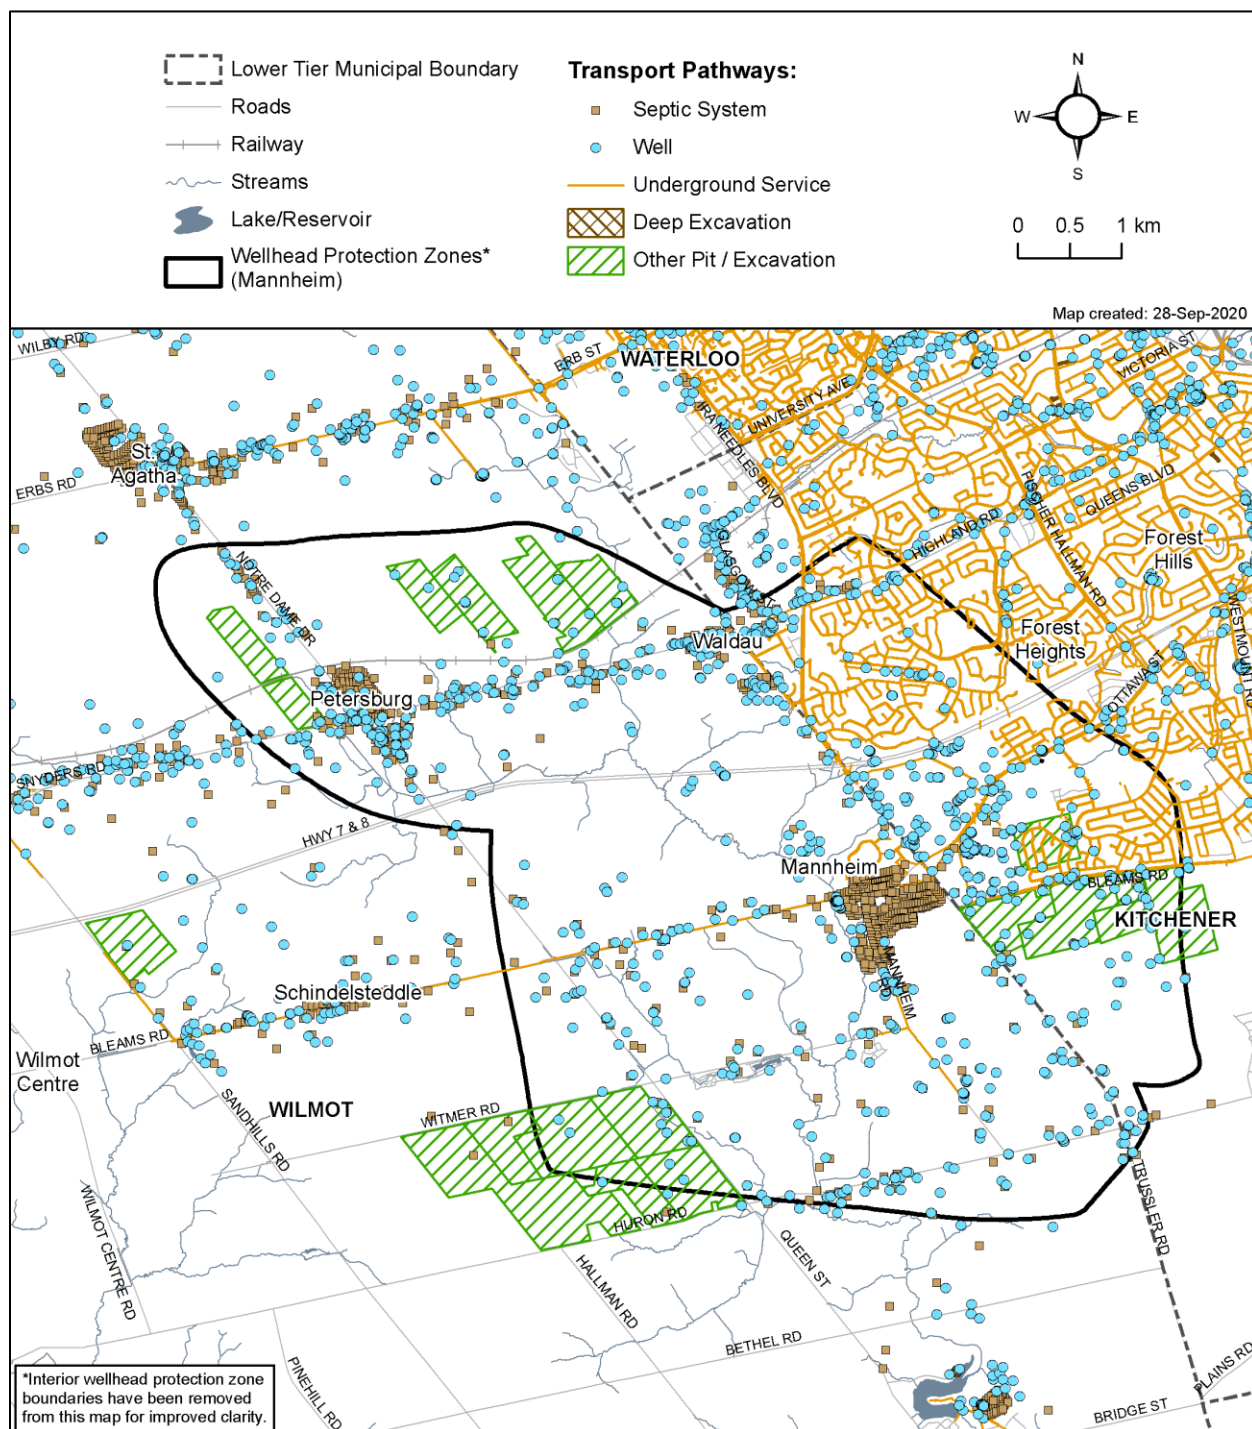 Lower Tier Municipal Boundary
Roads
Railway
Streams
Lake/Reservoir
Wellhead Protection Zones*
(Mannheim)
Transport Pathways:
Septic System
Well
Underground Service
Deep Excavation
Other Pit / Excavation
N
W
E
S
0 0.5 1 km
Map created: 28-Sep-2020
WILBY RD
ERB ST
WATERLOO
VICTORIA ST
UNIVERSITY AVE
IRA NEEDLES BLVD
St.
Agatha
ERBS RD
FISCHER HALLMAN RD
QUEENS BLVD
HIGHLAND RD
Forest
Hills
GLASGOW ST
NOTRE DAME DR
WESTMOUNT RD
Waldau
Forest
Heights
Petersburg
OTTAWA ST
SNYDERS RD
HWY 7 & 8
Mannheim
BLEAMS RD
KITCHENER
MANNHEIM
RD
Schindelsteddle
BLEAMS RD
Wilmot
Centre
SANDHILLS RD
WILMOT
WITMER RD
TRUSSLER RD
WILMOT CENTRE RD
HURON RD
QUEEN ST
HALLMAN RD
BETHEL RD
PINEHILL RD
PLAINS RD
BRIDGE ST
*Interior wellhead protection zone
boundaries have been removed
from this map for improved clarity.